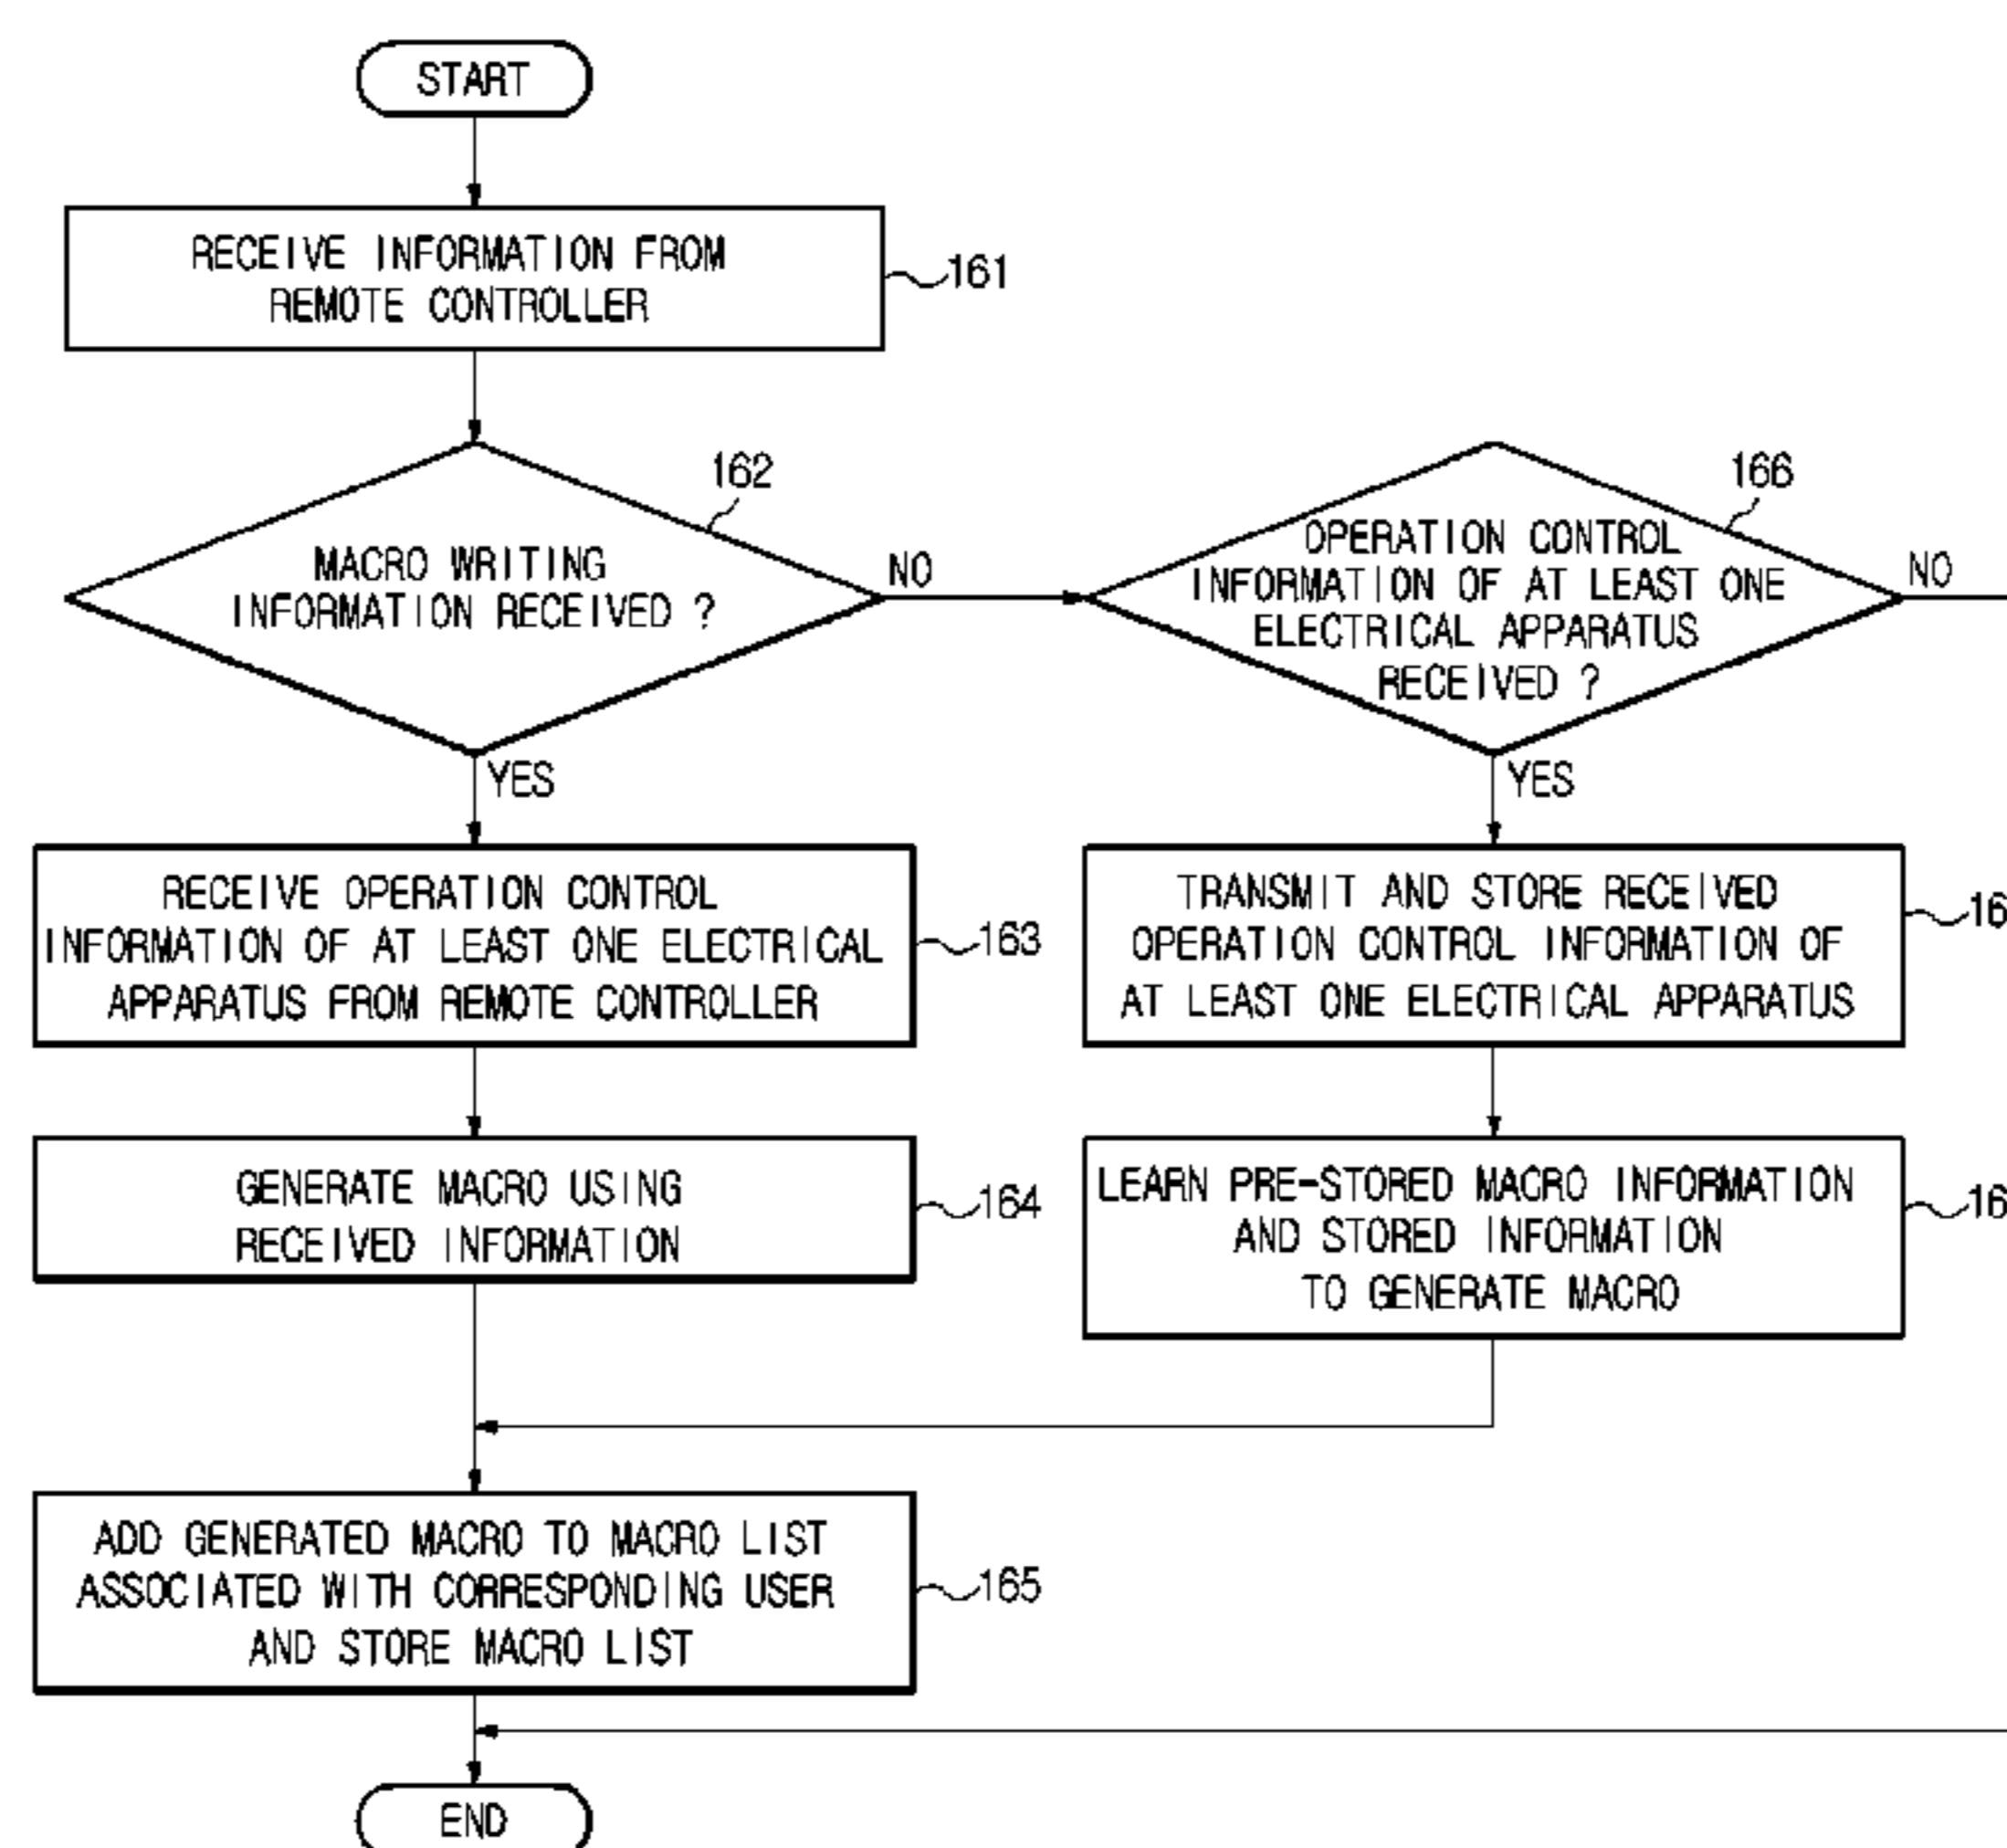 START
RECEIVE INFORMATION FROM
REMOTE CONTROLLER
161
162
MACRO WRITING
INFORMATION RECEIVED ?
NO
YES
166
OPERATION CONTROL
INFORMATION OF AT LEAST ONE
ELECTRICAL APPARATUS
RECEIVED ?
NO
YES
RECEIVE OPERATION CONTROL
INFORMATION OF AT LEAST ONE ELECTRICAL
APPARATUS FROM REMOTE CONTROLLER
163
TRANSMIT AND STORE RECEIVED
OPERATION CONTROL INFORMATION OF
AT LEAST ONE ELECTRICAL APPARATUS
GENERATE MACRO USING
RECEIVED INFORMATION
164
LEARN PRE-STORED MACRO INFORMATION
AND STORED INFORMATION
TO GENERATE MACRO
ADD GENERATED MACRO TO MACRO LIST
ASSOCIATED WITH CORRESPONDING USER
AND STORE MACRO LIST
165
END